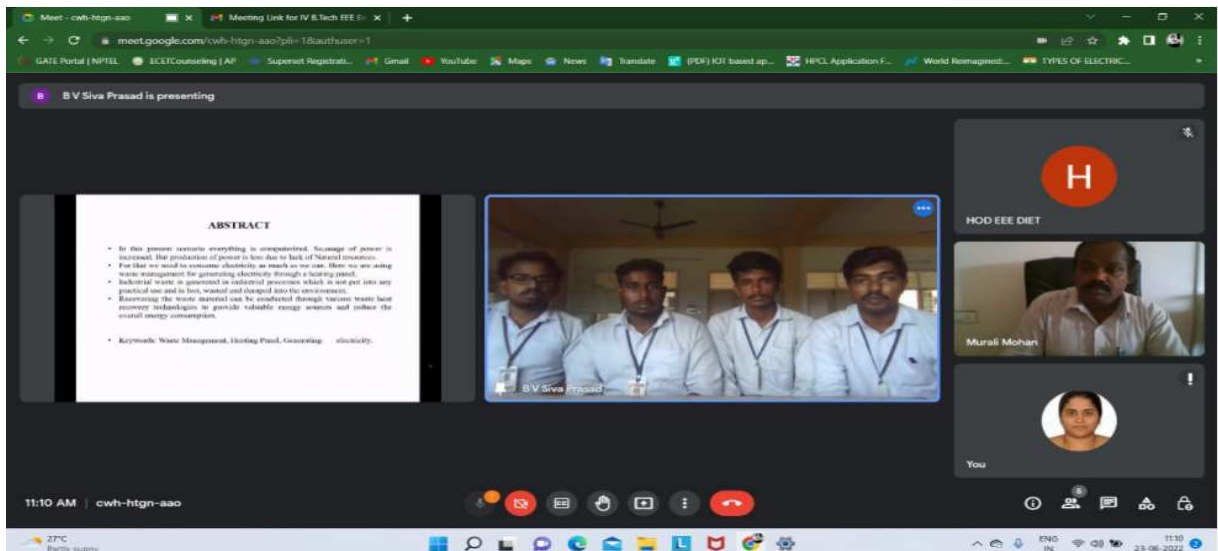 Meet - cwh-htgn-aao
Meeting Link for IV B.Tech EEE
meet.google.com/cwh-htgn-aao?pli=1&authuser=1
GATE Portal | NPTEL
ECETCounseling | AP
Superset Registrati...
Gmail
YouTube
Maps
News
Translate
(PDF) IOT based ap...
HPCL Application F...
World Reimagined:...
TYPES OF ELECTRIC...
B
B V Siva Prasad is presenting
ABSTRACT
• In this present scenario everything is computerized. So,usage of power is
increased. But production of power is less due to lack of Natural resources.
• For that we need to consume electricity as much as we can. Here we are using
waste management for generating electricity through a heating panel.
• Industrial waste is generated in industrial processes which is not put into any
practical use and is lost, wasted and dumped into the environment.
• Recovering the waste material can be conducted through various waste heat
recovery technologies to provide valuable energy sources and reduce the
overall energy consumption.
• Keywords: Waste Management, Heating Panel, Generating electricity.
B V Siva Prasad
H
HOD EEE DIET
Murali Mohan
You
11:10 AM | cwh-htgn-aao
5
27°C
Partly sunny
ENG
IN
11:10
23-06-2022
2